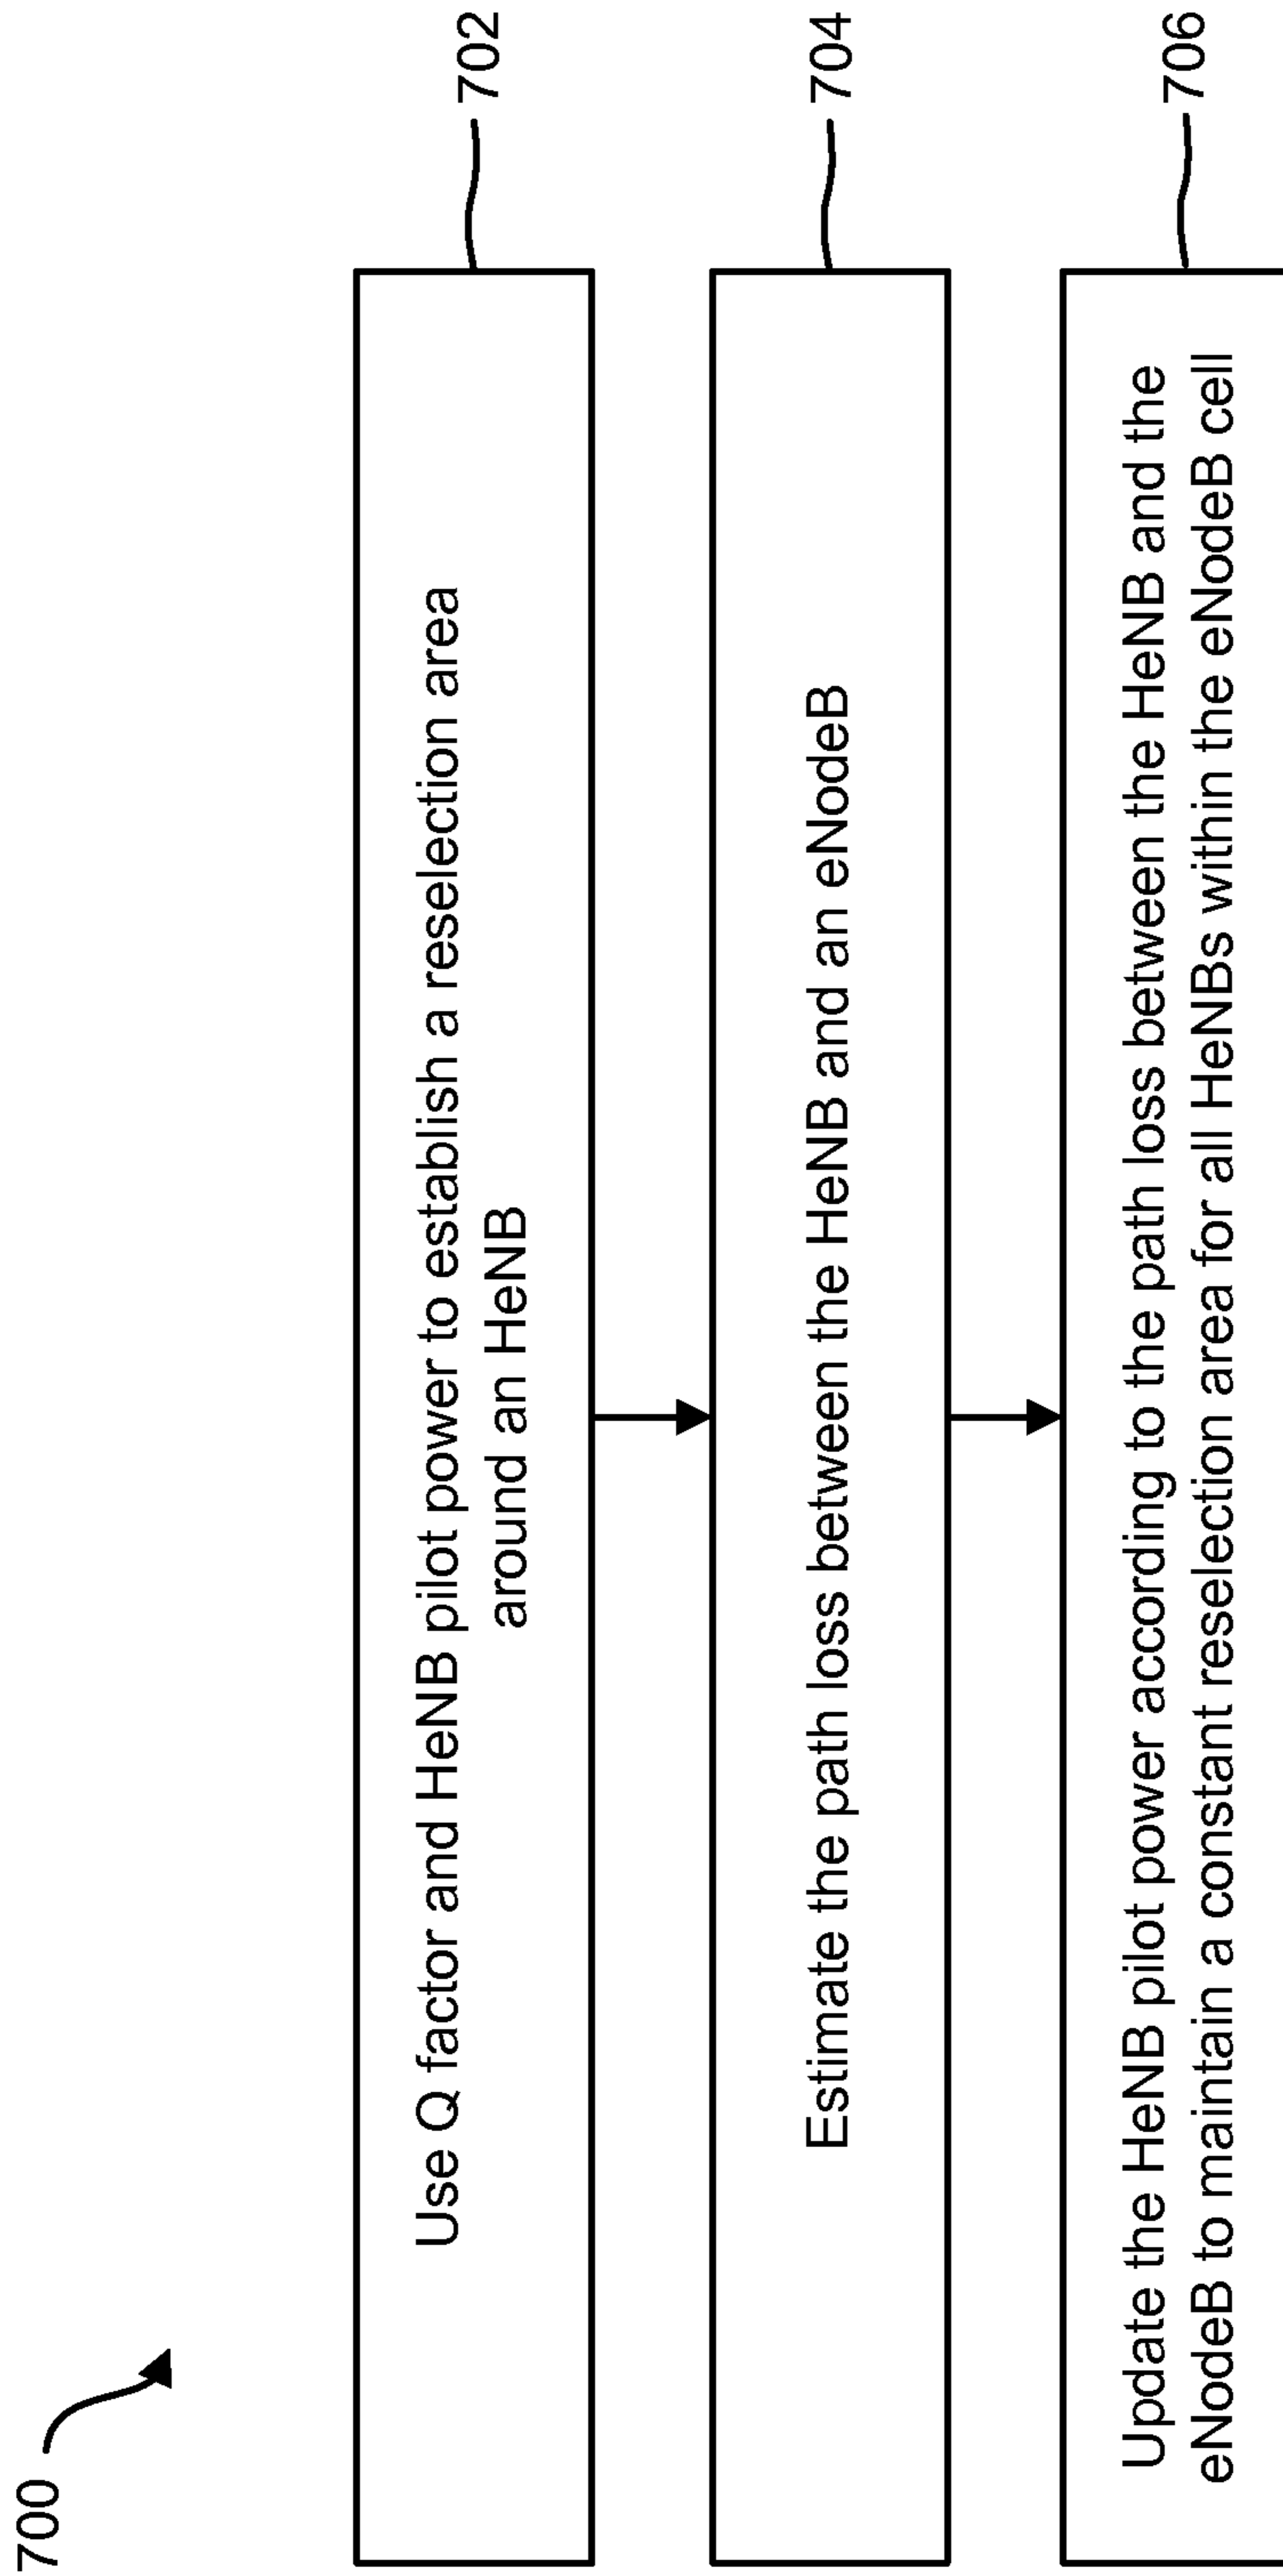 700
Use Q factor and HeNB pilot power to establish a reselection area
around an HeNB
702
Estimate the path loss between the HeNB and an eNodeB
704
Update the HeNB pilot power according to the path loss between the HeNB and the
eNodeB to maintain a constant reselection area for all HeNBs within the eNodeB cell
706